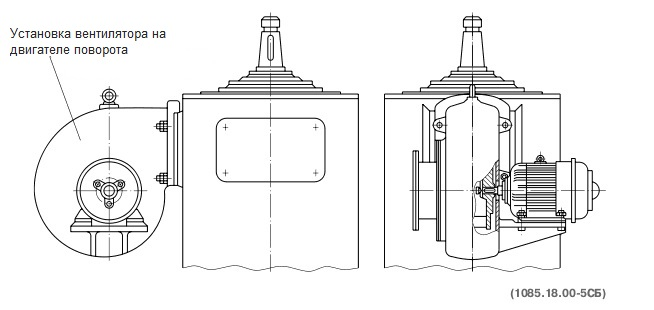 Установка вентилятора на
двигателе поворота
(1085.18.00-5СБ)